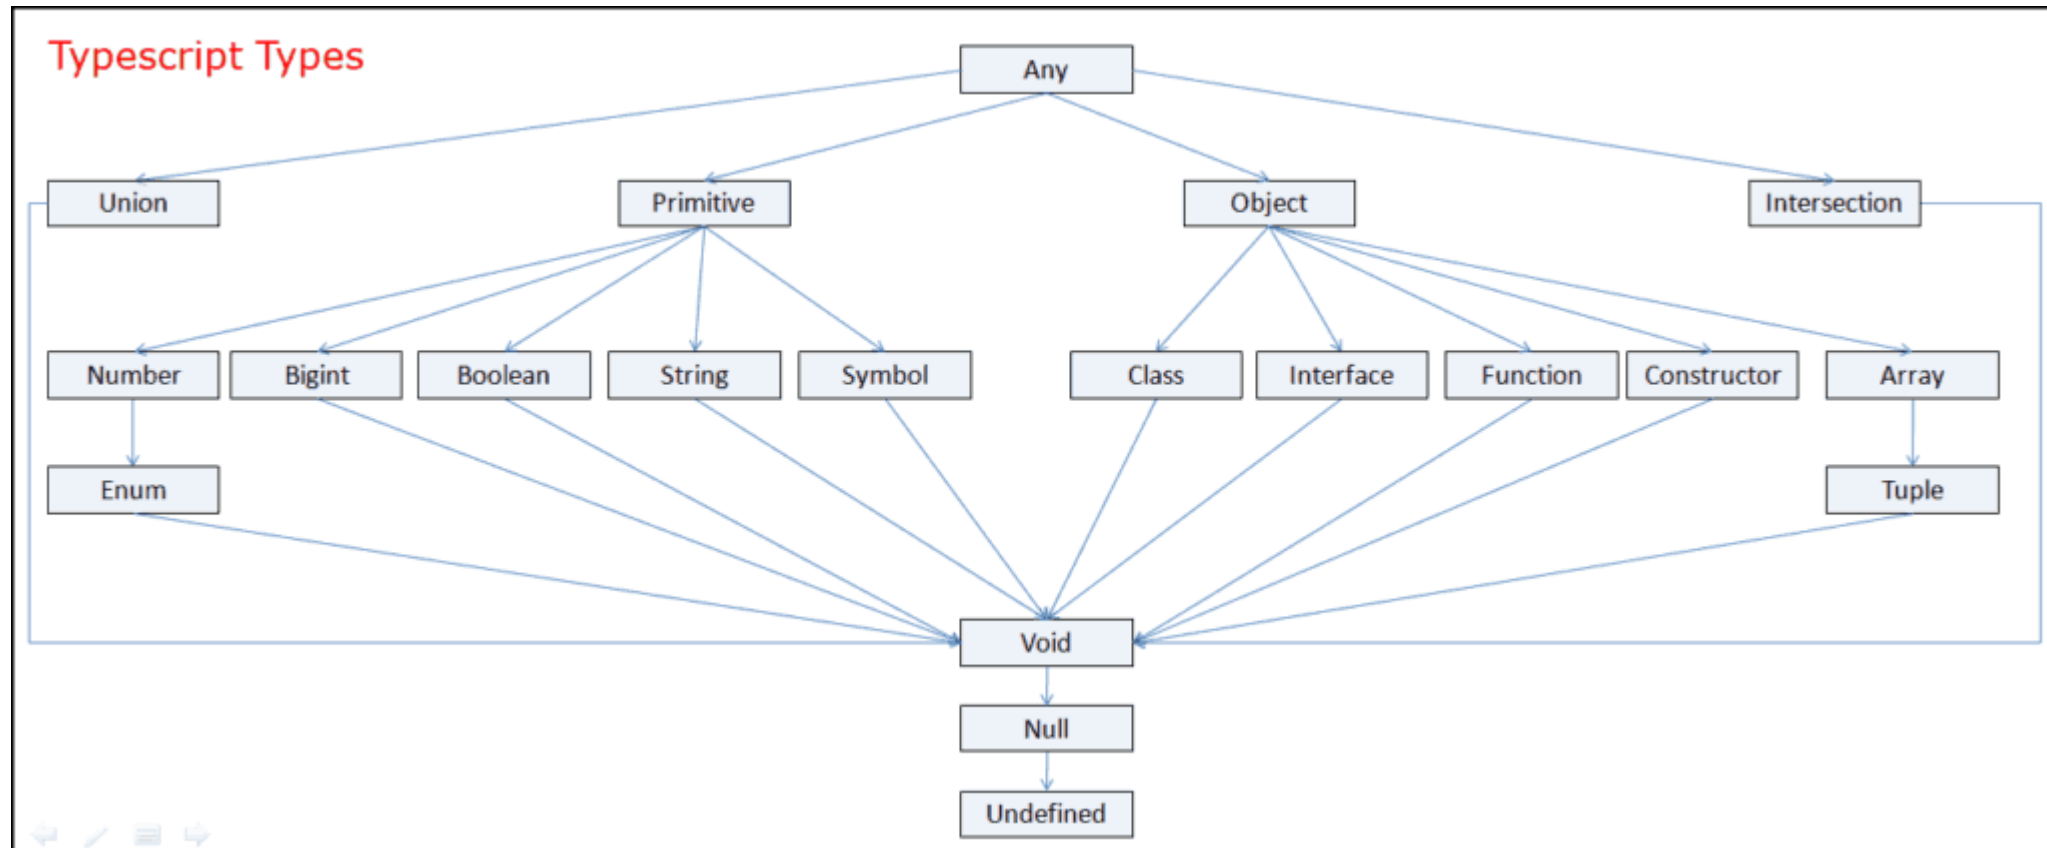 Typescript Types
Any
Union
Primitive
Object
Intersection
Number
Bigint
Boolean
String
Symbol
Class
Interface
Function
Constructor
Array
Enum
Tuple
Void
Null
Undefined